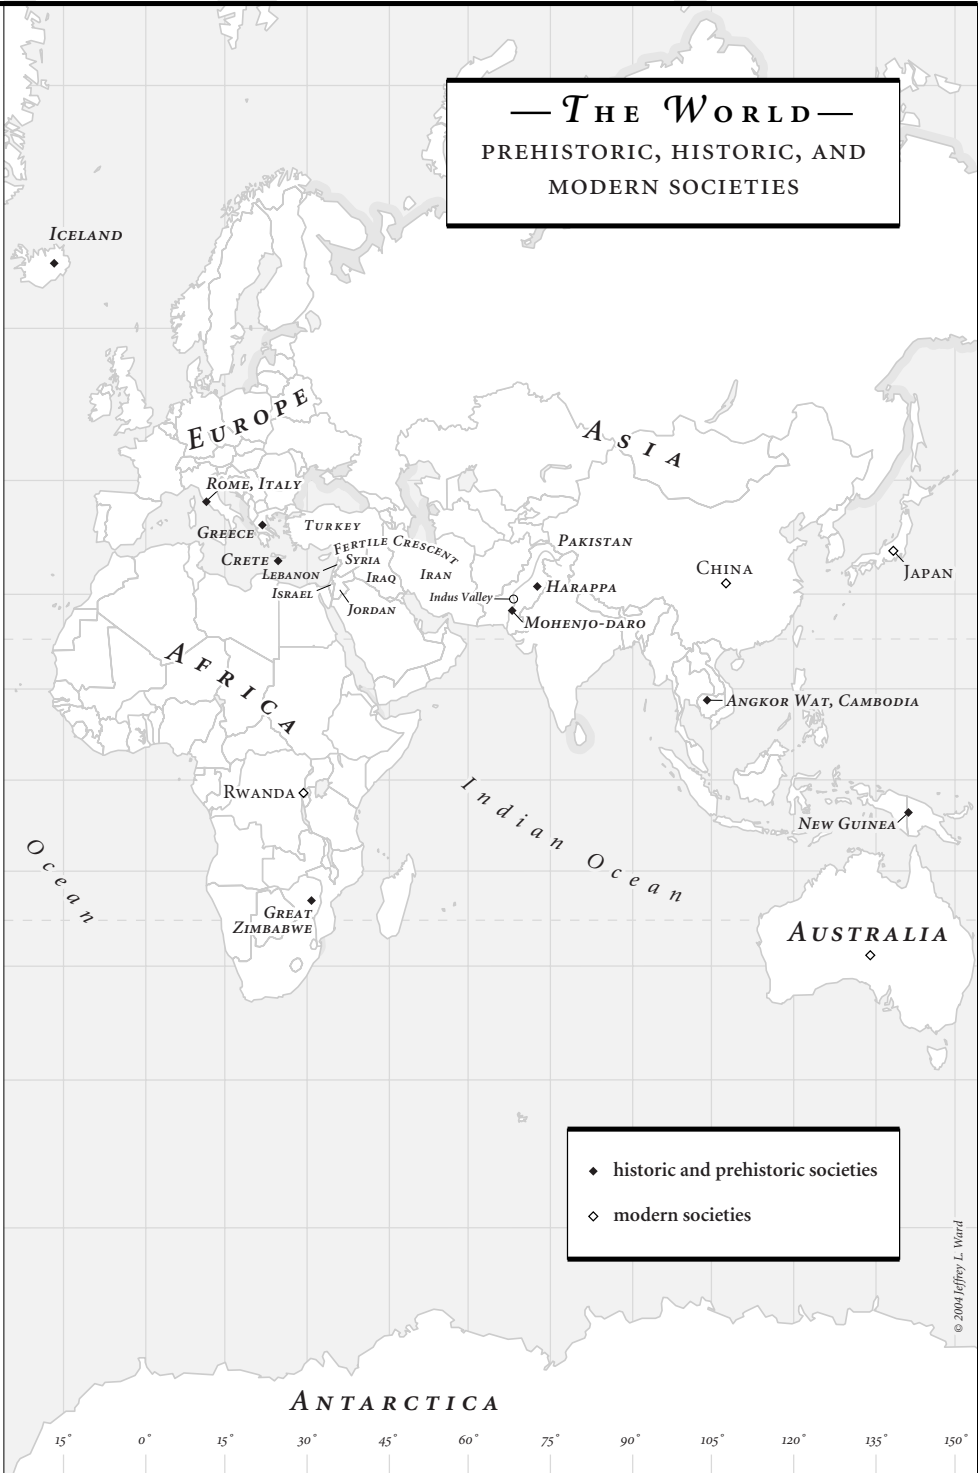 — The World —
PREHISTORIC, HISTORIC, AND
MODERN SOCIETIES
Iceland
Europe
Asia
Rome, Italy
Greece
Turkey
Fertile Crescent
Pakistan
Crete
Lebanon
Syria
Israel
Iraq
Iran
Jordan
China
Japan
Harappa
Indus Valley
Mohenjo-daro
Africa
Angkor Wat, Cambodia
Rwanda
Indian Ocean
New Guinea
Ocean
Great
Zimbabwe
Australia
historic and prehistoric societies
modern societies
© 2004 Jeffrey L. Ward
Antarctica
15° 0° 15° 30° 45° 60° 75° 90° 105° 120° 135° 150°